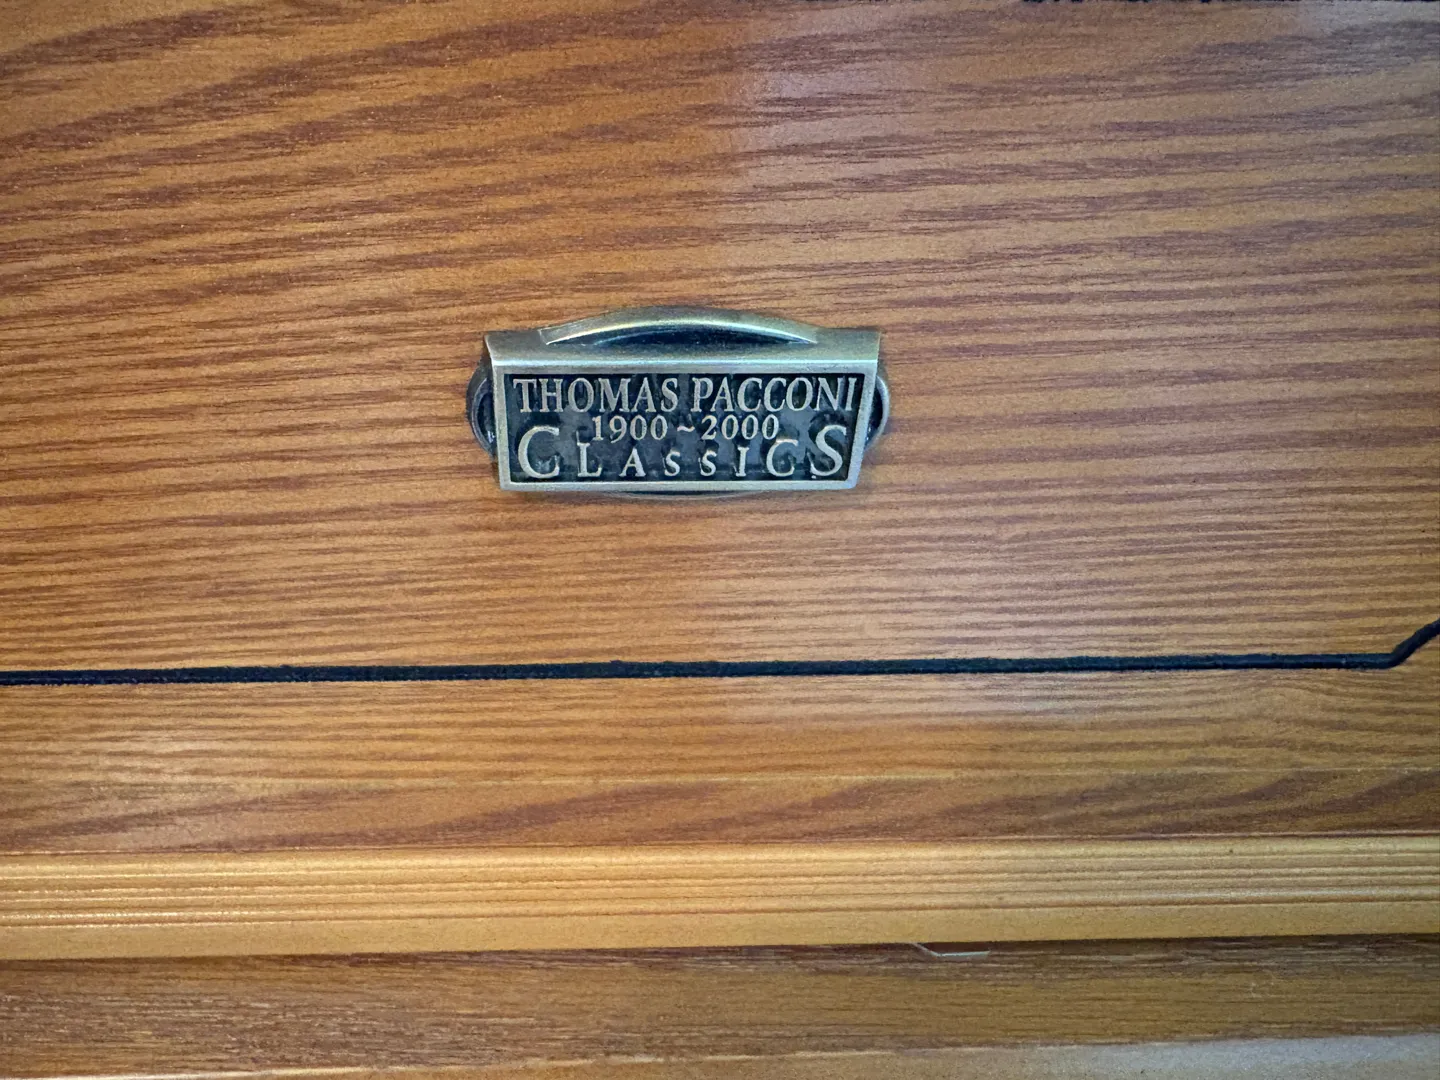 THOMAS PACCONI
1900~2000
CLASSICS